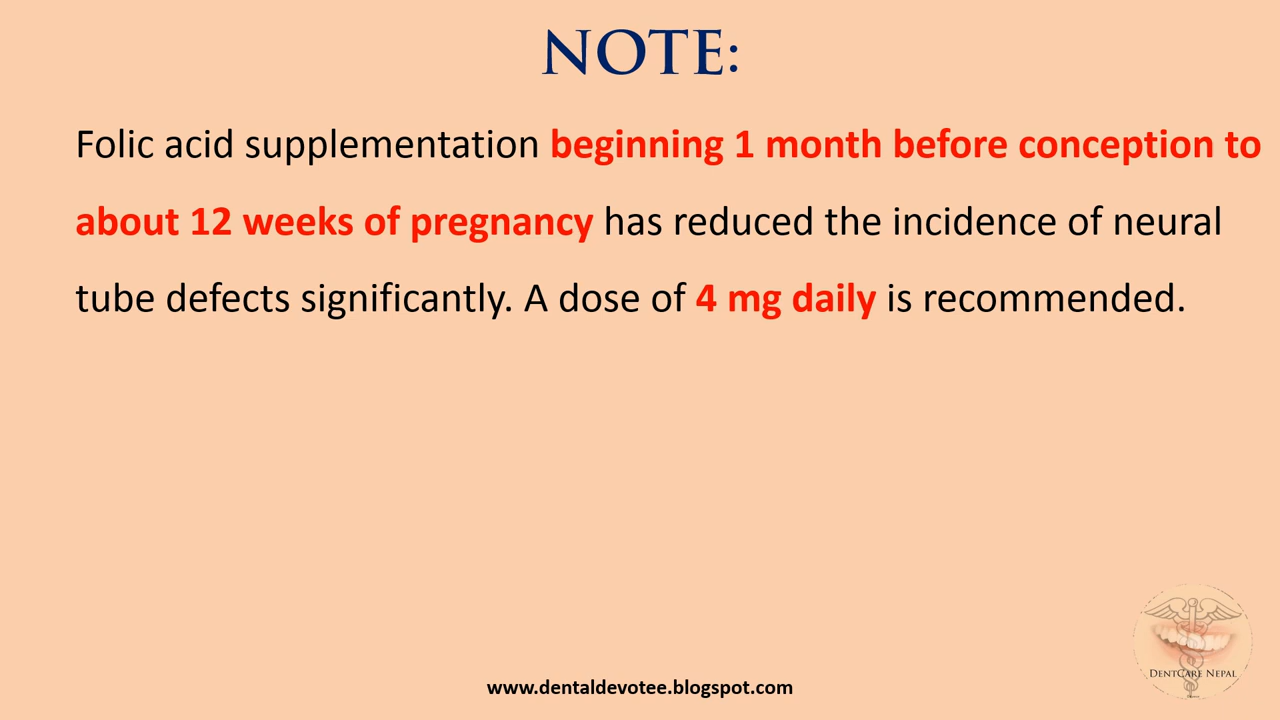 NOTE:
Folic acid supplementation beginning 1 month before conception to
about 12 weeks of pregnancy has reduced the incidence of neural
tube defects significantly. A dose of 4 mg daily is recommended.
DentCare Nepal
www.dentaldevotee.blogspot.com